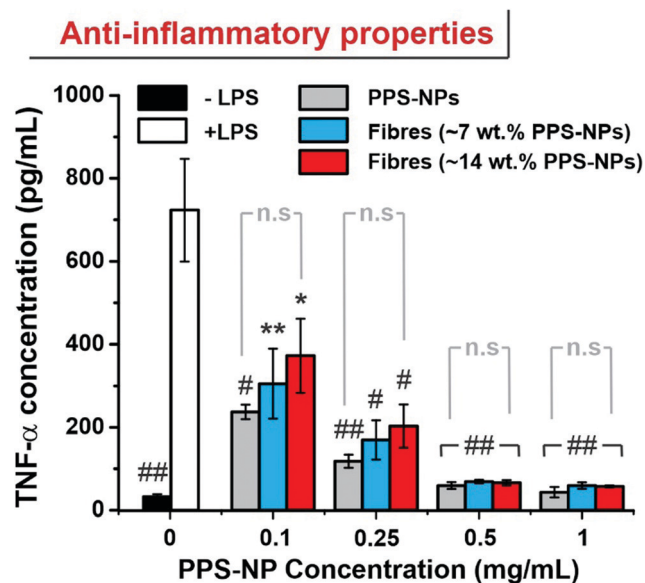 Anti-inflammatory properties
- LPS
+LPS
PPS-NPs
Fibres (~7 wt.% PPS-NPs)
Fibres (~14 wt.% PPS-NPs)
TNF-α concentration (pg/mL)
1000
800
600
400
200
0
n.s
n.s
n.s
n.s
##
#
**
*
##
#
#
##
##
0
0.1
0.25
0.5
1
PPS-NP Concentration (mg/mL)